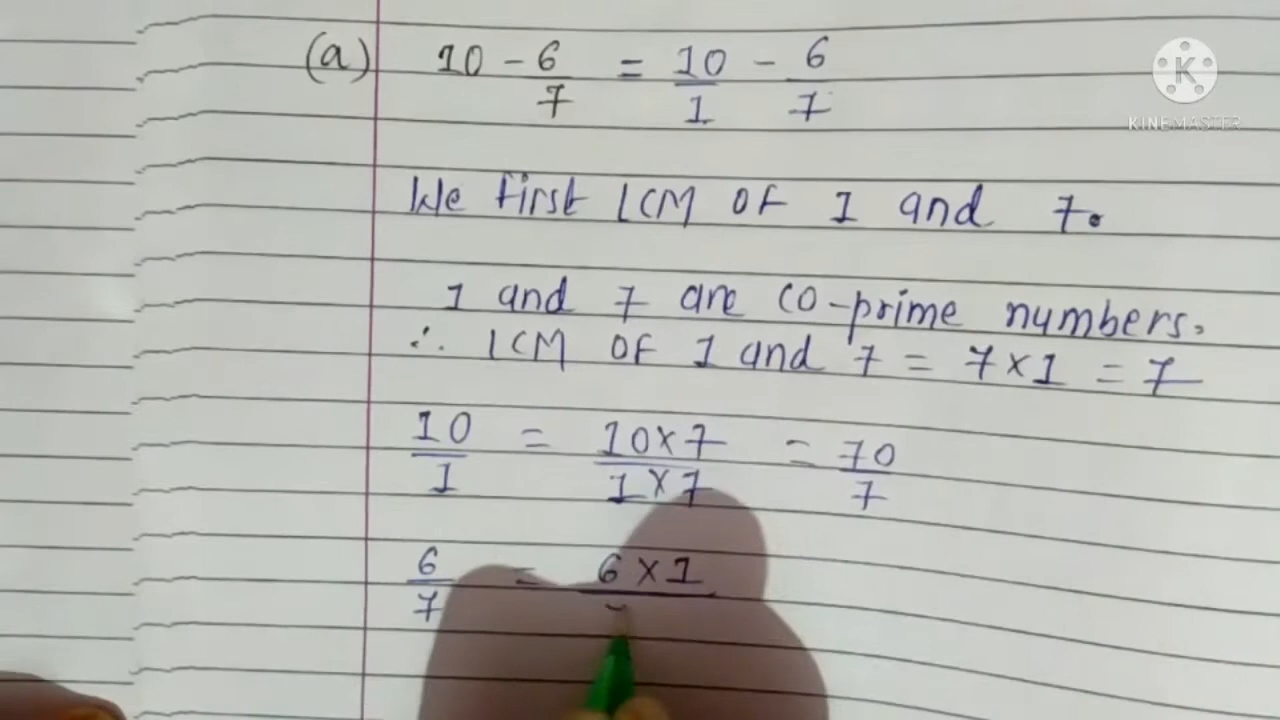 (a) 10 - 6/7 = 10/1 - 6/7
KINEMASTER
We first LCM OF 1 and 7.
1 and 7 are co-prime numbers.
∴ LCM OF 1 and 7 = 7×1 = 7
10/1 = 10×7/1×7 = 70/7
6/7 = 6×1